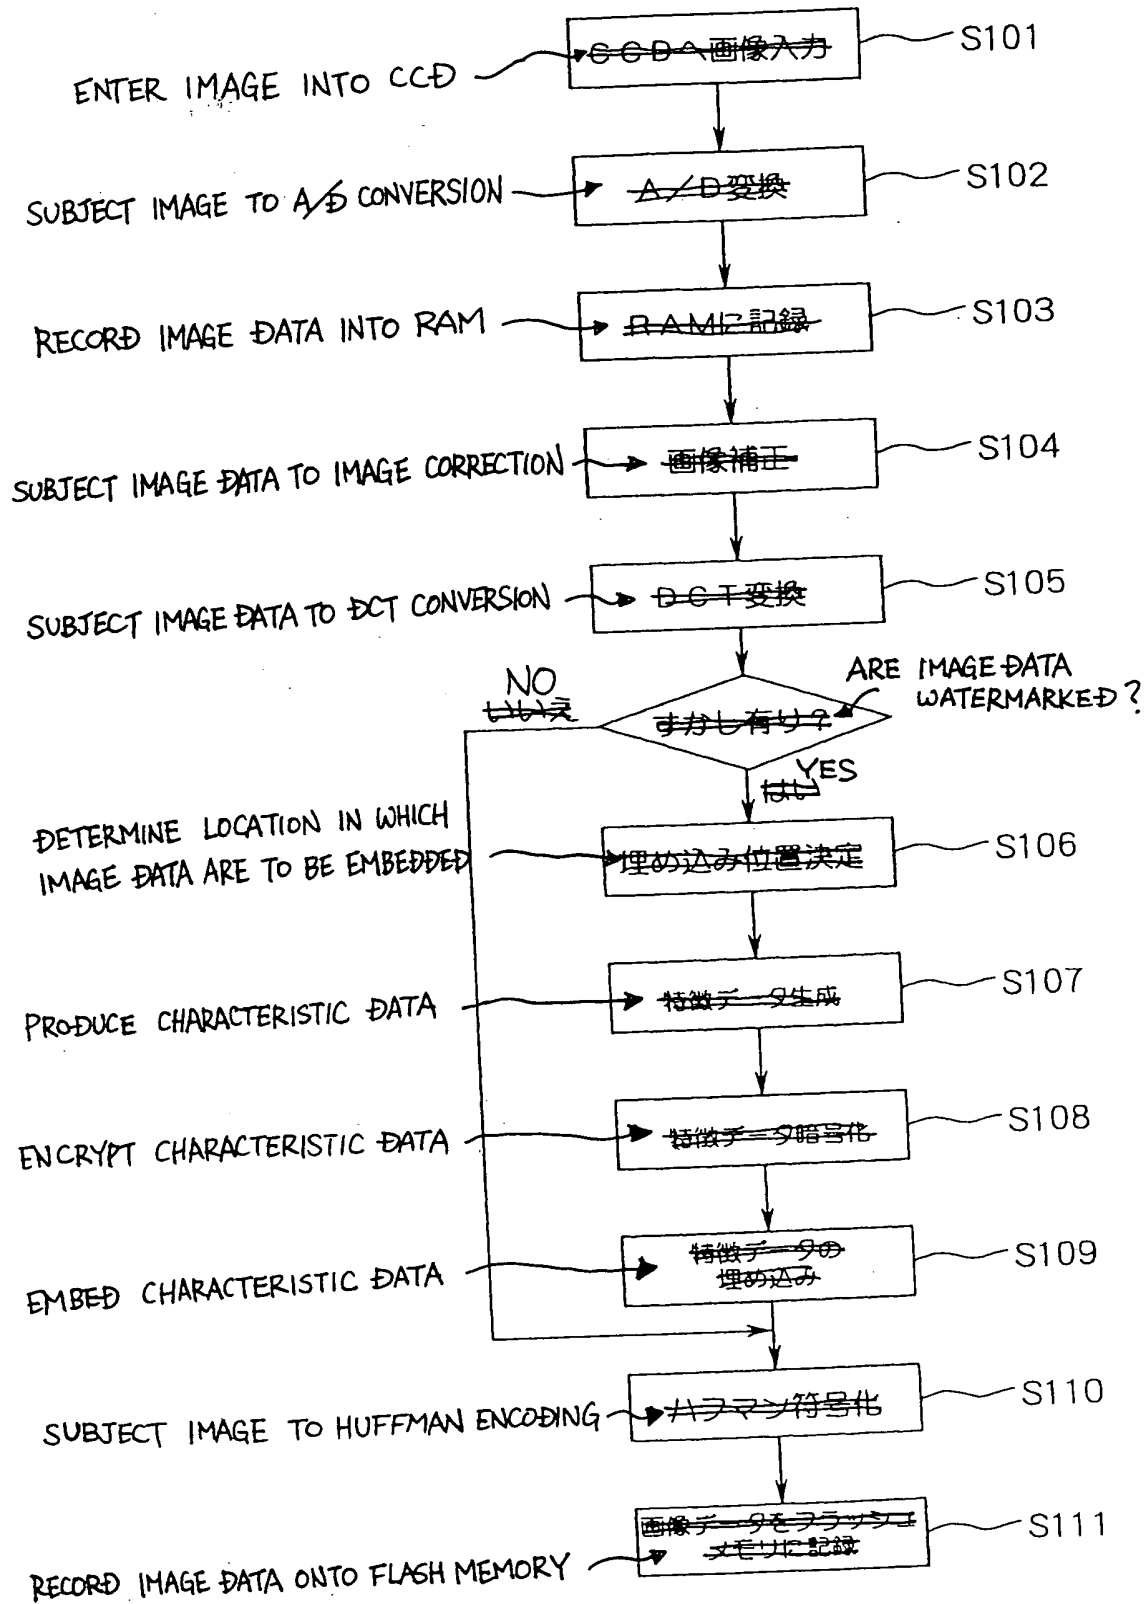 CCDへ画像入力
S101
ENTER IMAGE INTO CCD
A/D変換
S102
SUBJECT IMAGE TO A/D CONVERSION
RAMに記録
S103
RECORD IMAGE DATA INTO RAM
画像補正
S104
SUBJECT IMAGE DATA TO IMAGE CORRECTION
DCT変換
S105
SUBJECT IMAGE DATA TO DCT CONVERSION
NO
いいえ
すかし有り?
ARE IMAGE DATA
WATERMARKED?
YES
はい
DETERMINE LOCATION IN WHICH
IMAGE DATA ARE TO BE EMBEDDED
埋め込み位置決定
S106
PRODUCE CHARACTERISTIC DATA
特徴データ生成
S107
ENCRYPT CHARACTERISTIC DATA
特徴データ暗号化
S108
EMBED CHARACTERISTIC DATA
特徴データの
埋め込み
S109
SUBJECT IMAGE TO HUFFMAN ENCODING
ハフマン符号化
S110
画像データをフラッシュ
メモリに記録
S111
RECORD IMAGE DATA ONTO FLASH MEMORY